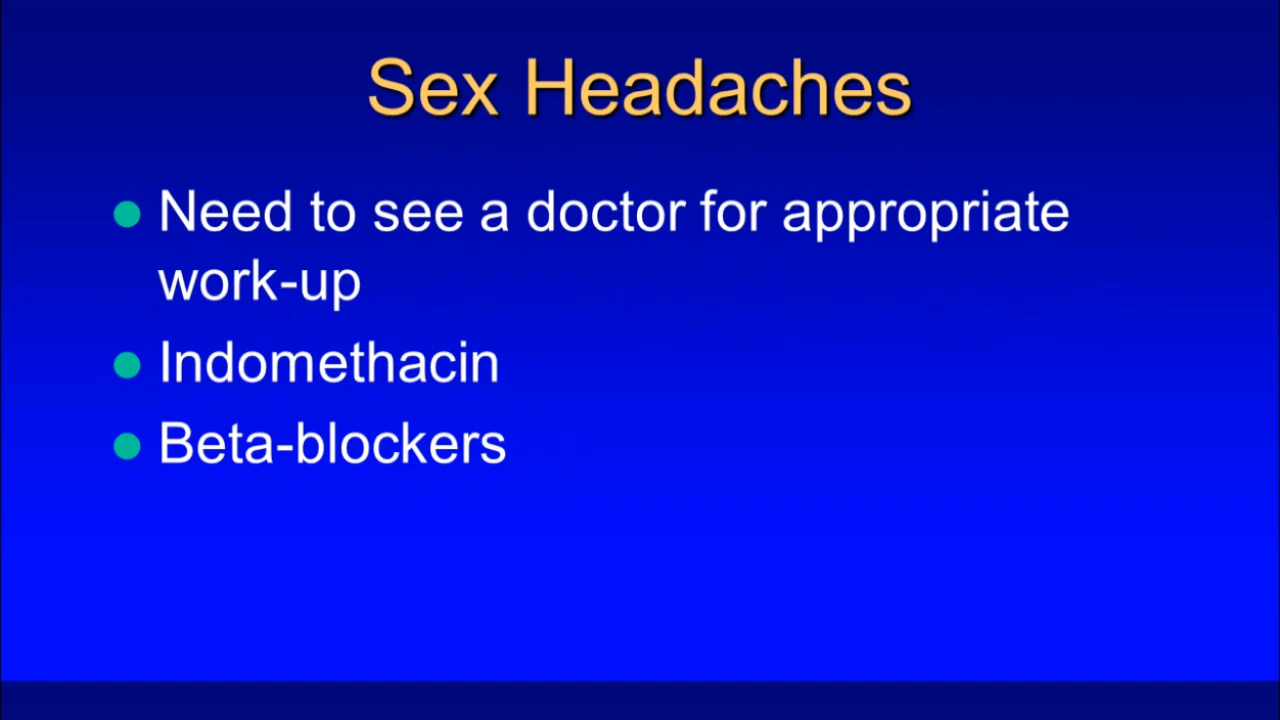 Sex Headaches
Need to see a doctor for appropriate
work-up
Indomethacin
Beta-blockers